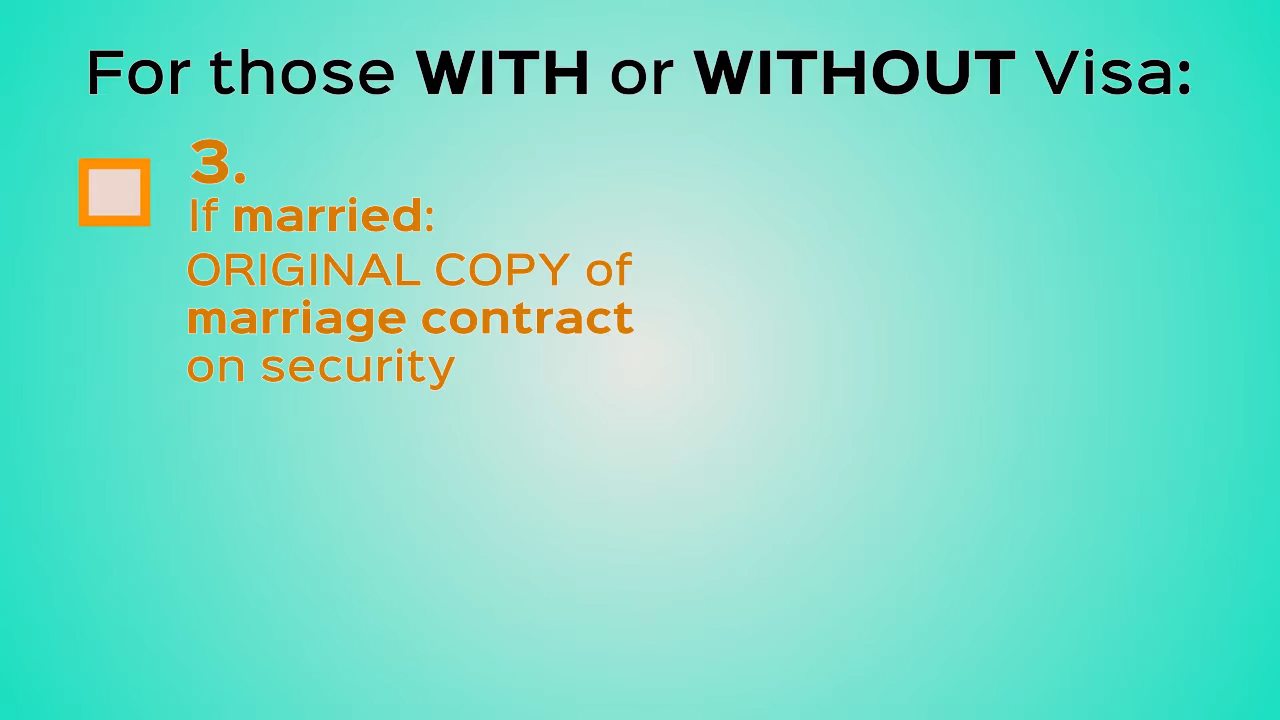 For those WITH or WITHOUT Visa:
3.
If married:
ORIGINAL COPY of
marriage contract
on security